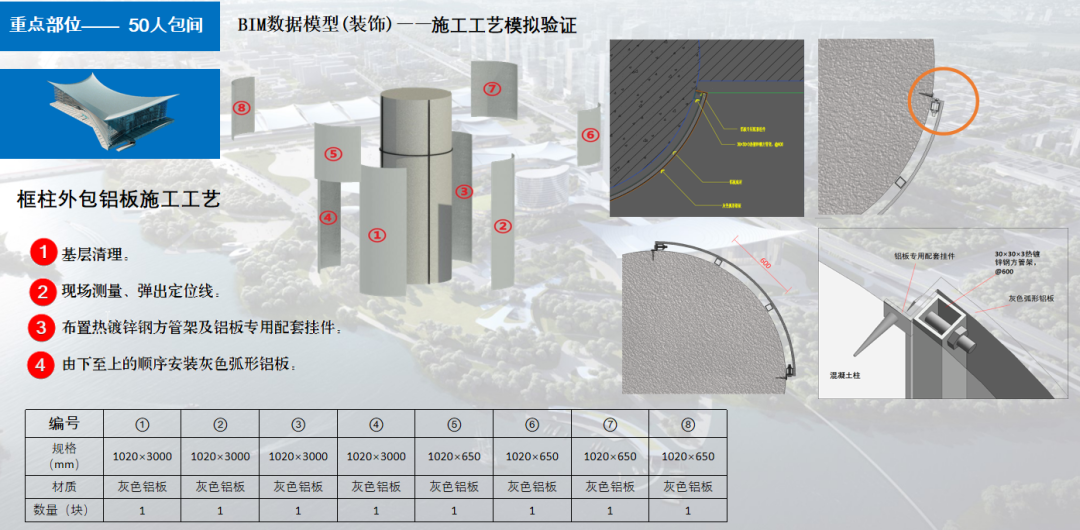 重点部位—— 50人包间
BIM数据模型(装饰)——施工工艺模拟验证
框柱外包铝板施工工艺
1 基层清理。
2 现场测量、弹出定位线。
3 布置热镀锌钢方管架及铝板专用配套挂件。
4 由下至上的顺序安装灰色弧形铝板。
⑧
⑦
⑥
⑤
④
③
②
①
600
铝板专用配套挂件
30×30×3热镀
锌钢方管架,
@600
灰色弧形铝板
混凝土柱
编号 ① ② ③ ④ ⑤ ⑥ ⑦ ⑧
规格
(mm) 1020×3000 1020×3000 1020×3000 1020×3000 1020×650 1020×650 1020×650 1020×650
材质 灰色铝板 灰色铝板 灰色铝板 灰色铝板 灰色铝板 灰色铝板 灰色铝板 灰色铝板
数量(块) 1 1 1 1 1 1 1 1